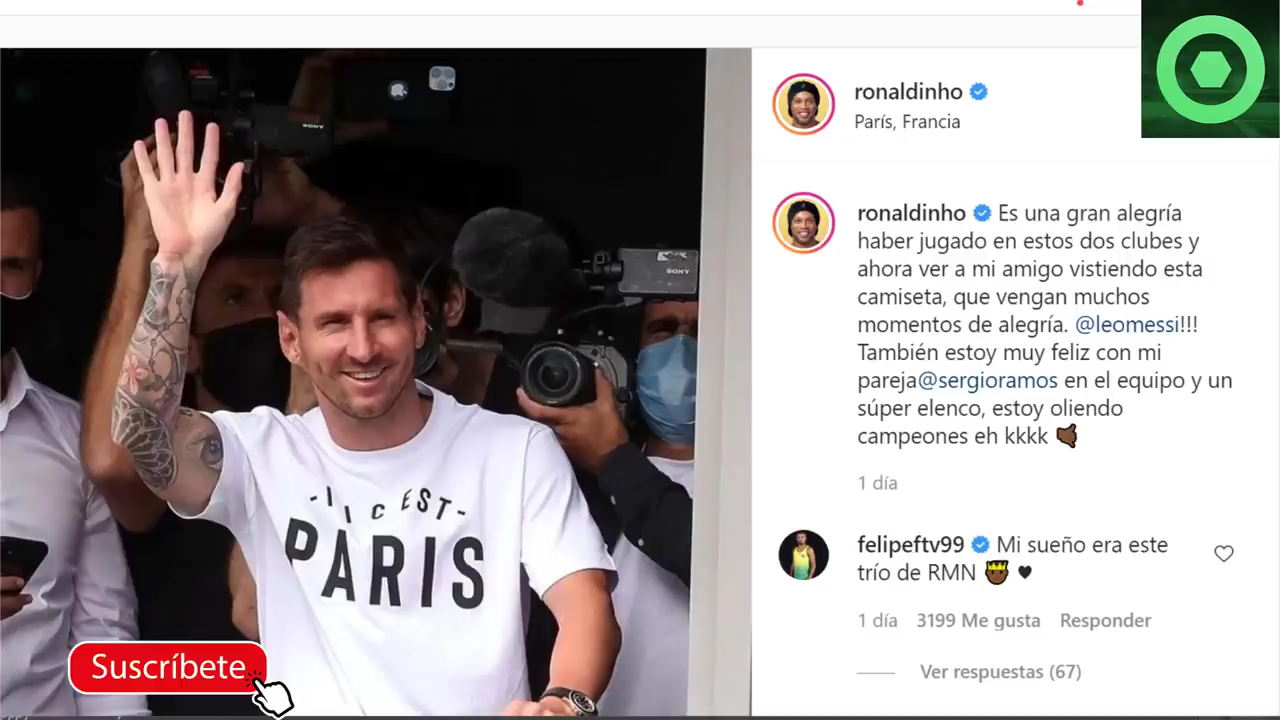 ronaldinho
París, Francia
ronaldinho Es una gran alegría
haber jugado en estos dos clubes y
ahora ver a mi amigo vistiendo esta
camiseta, que vengan muchos
momentos de alegría. @leomessi!!!
También estoy muy feliz con mi
pareja@sergioramos en el equipo y un
súper elenco, estoy oliendo
campeones eh kkkk
1 día
felipeftv99 Mi sueño era este
trío de RMN
1 día 3199 Me gusta Responder
Ver respuestas (67)
SONY
SONY
-I I C EST-
PARIS
Suscríbete